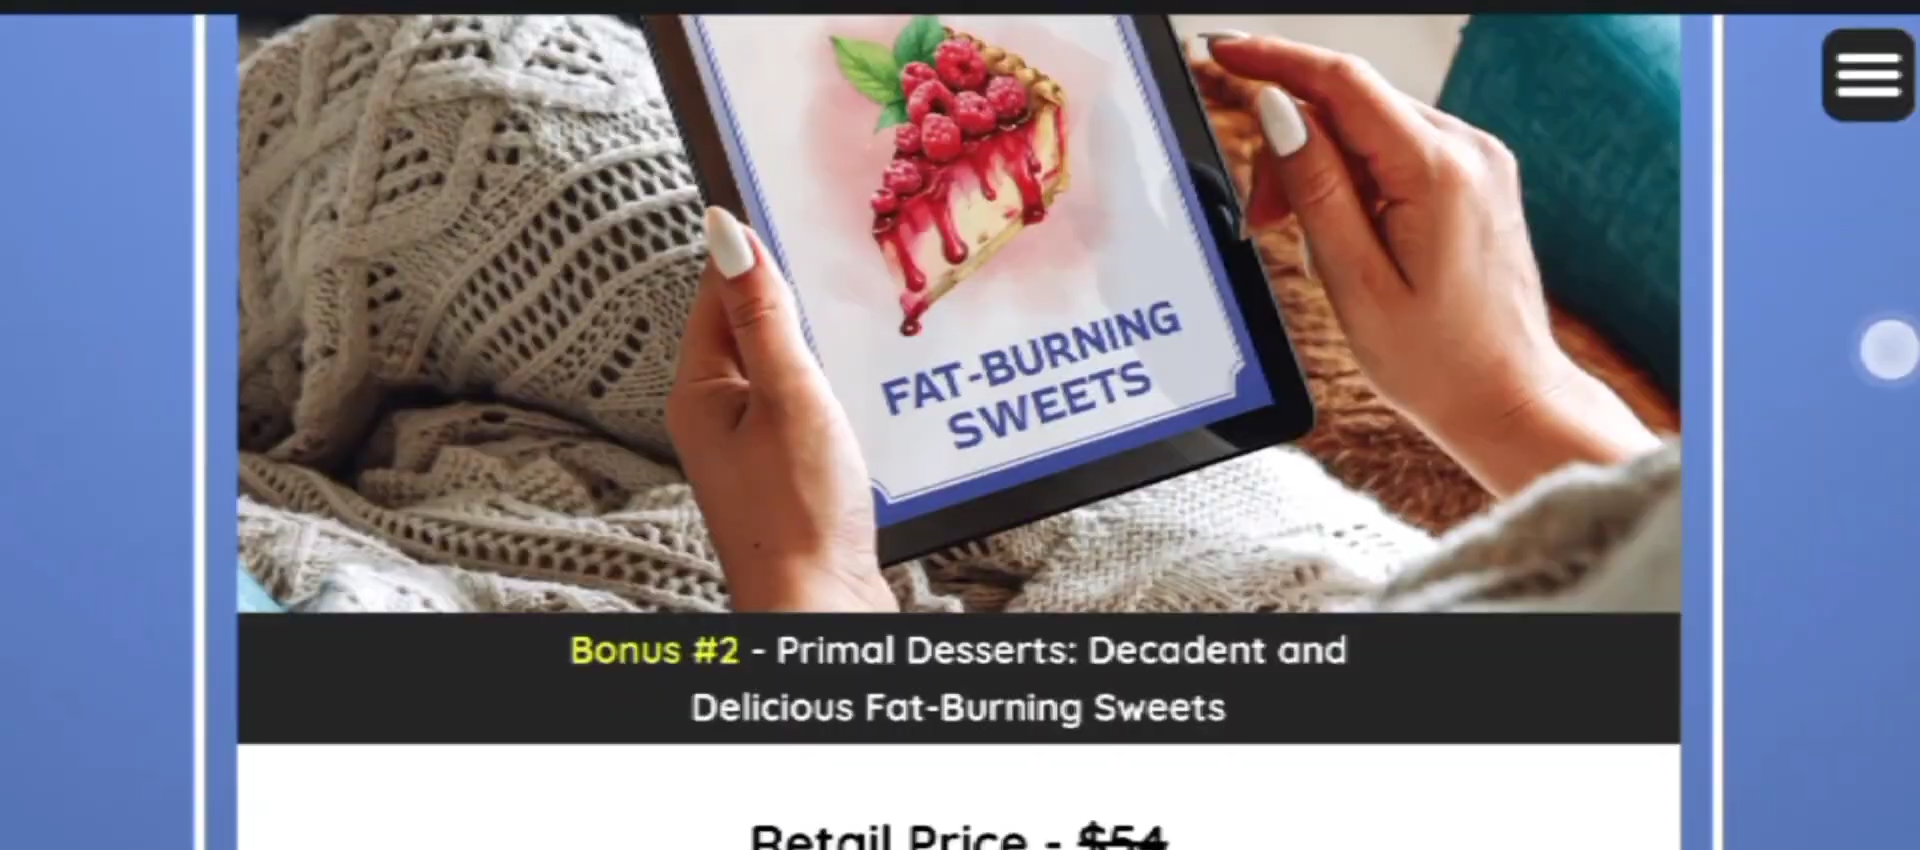 FAT-BURNING
SWEETS
Bonus #2 - Primal Desserts: Decadent and
Delicious Fat-Burning Sweets
Retail Price - $54